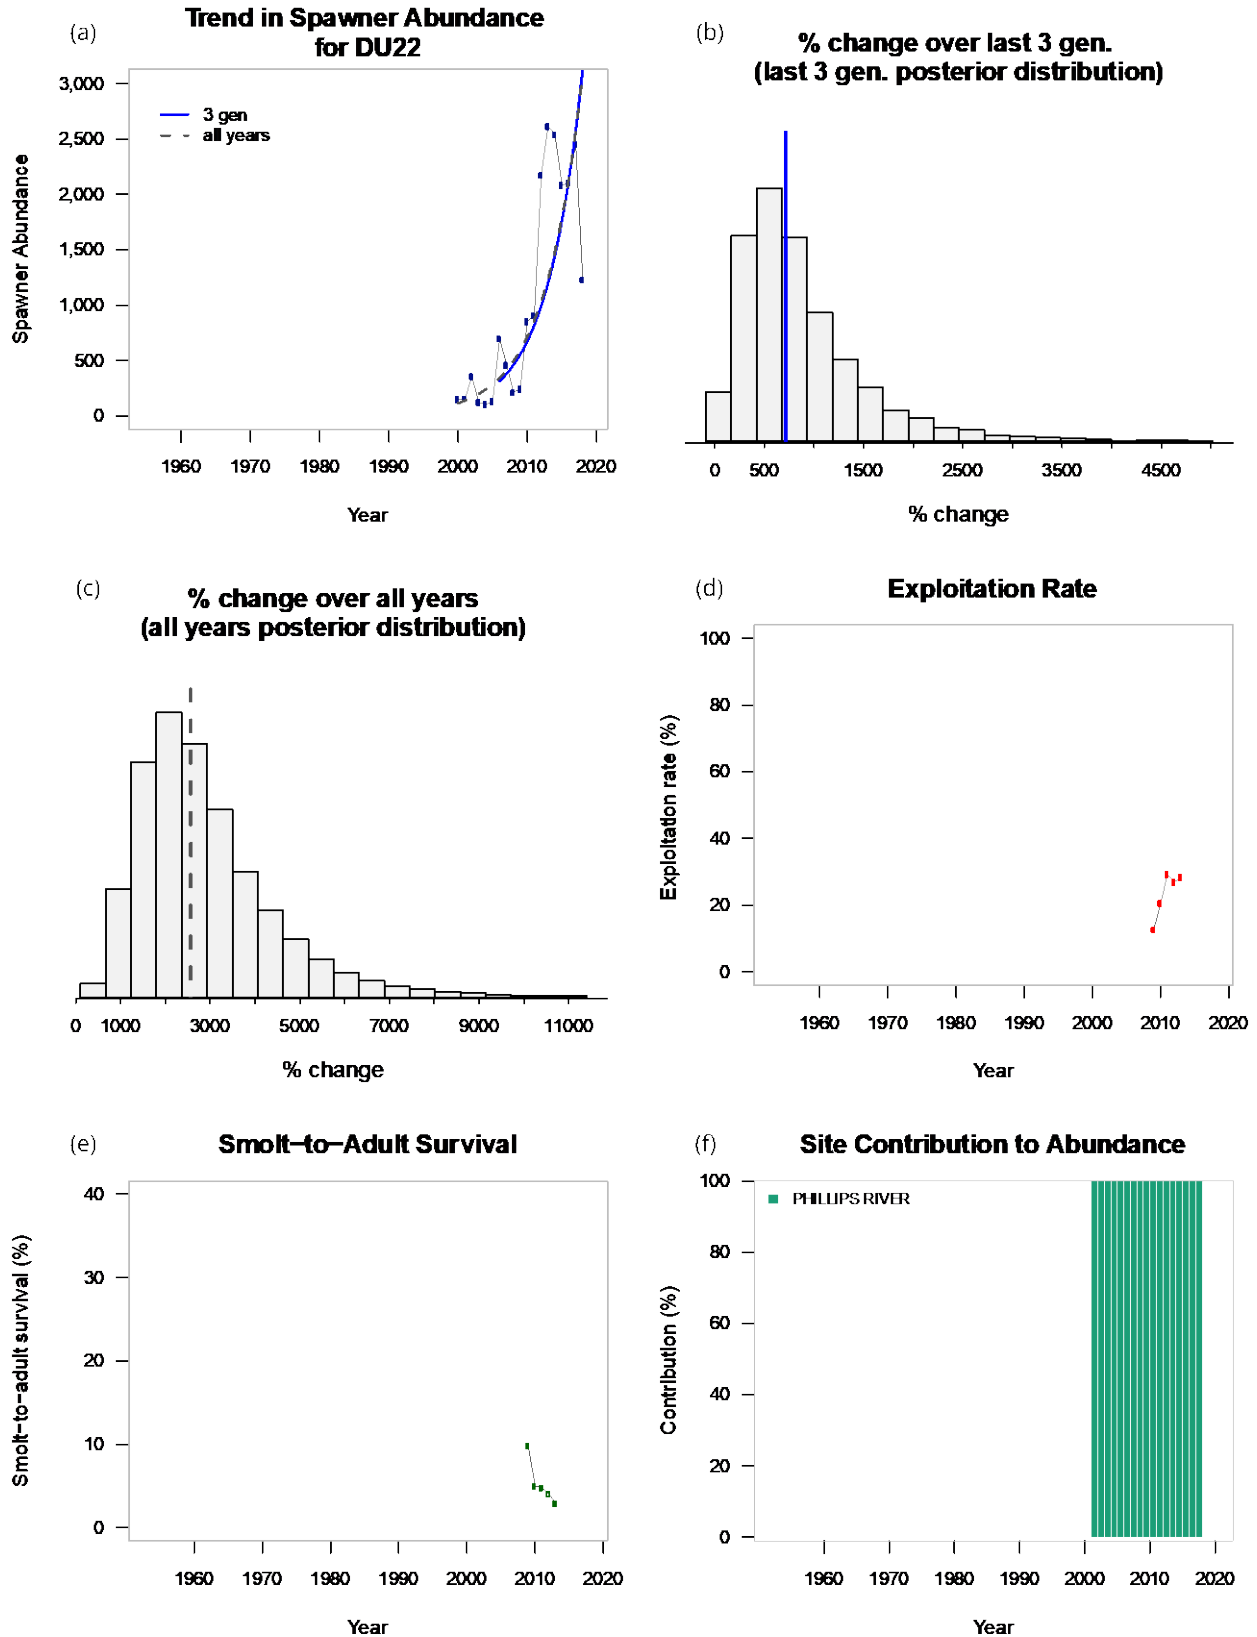 (a)
Trend in Spawner Abundance
for DU22
3,000
2,500
2,000
1,500
1,000
500
0
3 gen
all years
Spawner Abundance
1960 1970 1980 1990 2000 2010 2020
Year
(b)
% change over last 3 gen.
(last 3 gen. posterior distribution)
0 500 1500 2500 3500 4500
% change
(c)
% change over all years
(all years posterior distribution)
0 1000 3000 5000 7000 9000 11000
% change
(d)
Exploitation Rate
100
80
60
40
20
0
Exploitation rate (%)
1960 1970 1980 1990 2000 2010 2020
Year
(e)
Smolt-to-Adult Survival
40
30
20
10
0
Smolt-to-adult survival (%)
1960 1970 1980 1990 2000 2010 2020
Year
(f)
Site Contribution to Abundance
100
80
60
40
20
0
PHILLIPS RIVER
Contribution (%)
1960 1970 1980 1990 2000 2010 2020
Year